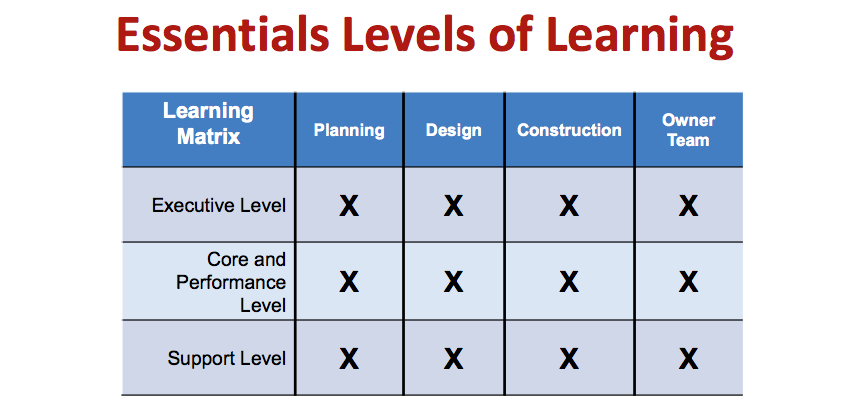 Essentials Levels of Learning
Learning
Matrix
Planning
Design
Construction
Owner
Team
Executive Level
X
X
X
X
Core and
Performance
Level
X
X
X
X
Support Level
X
X
X
X